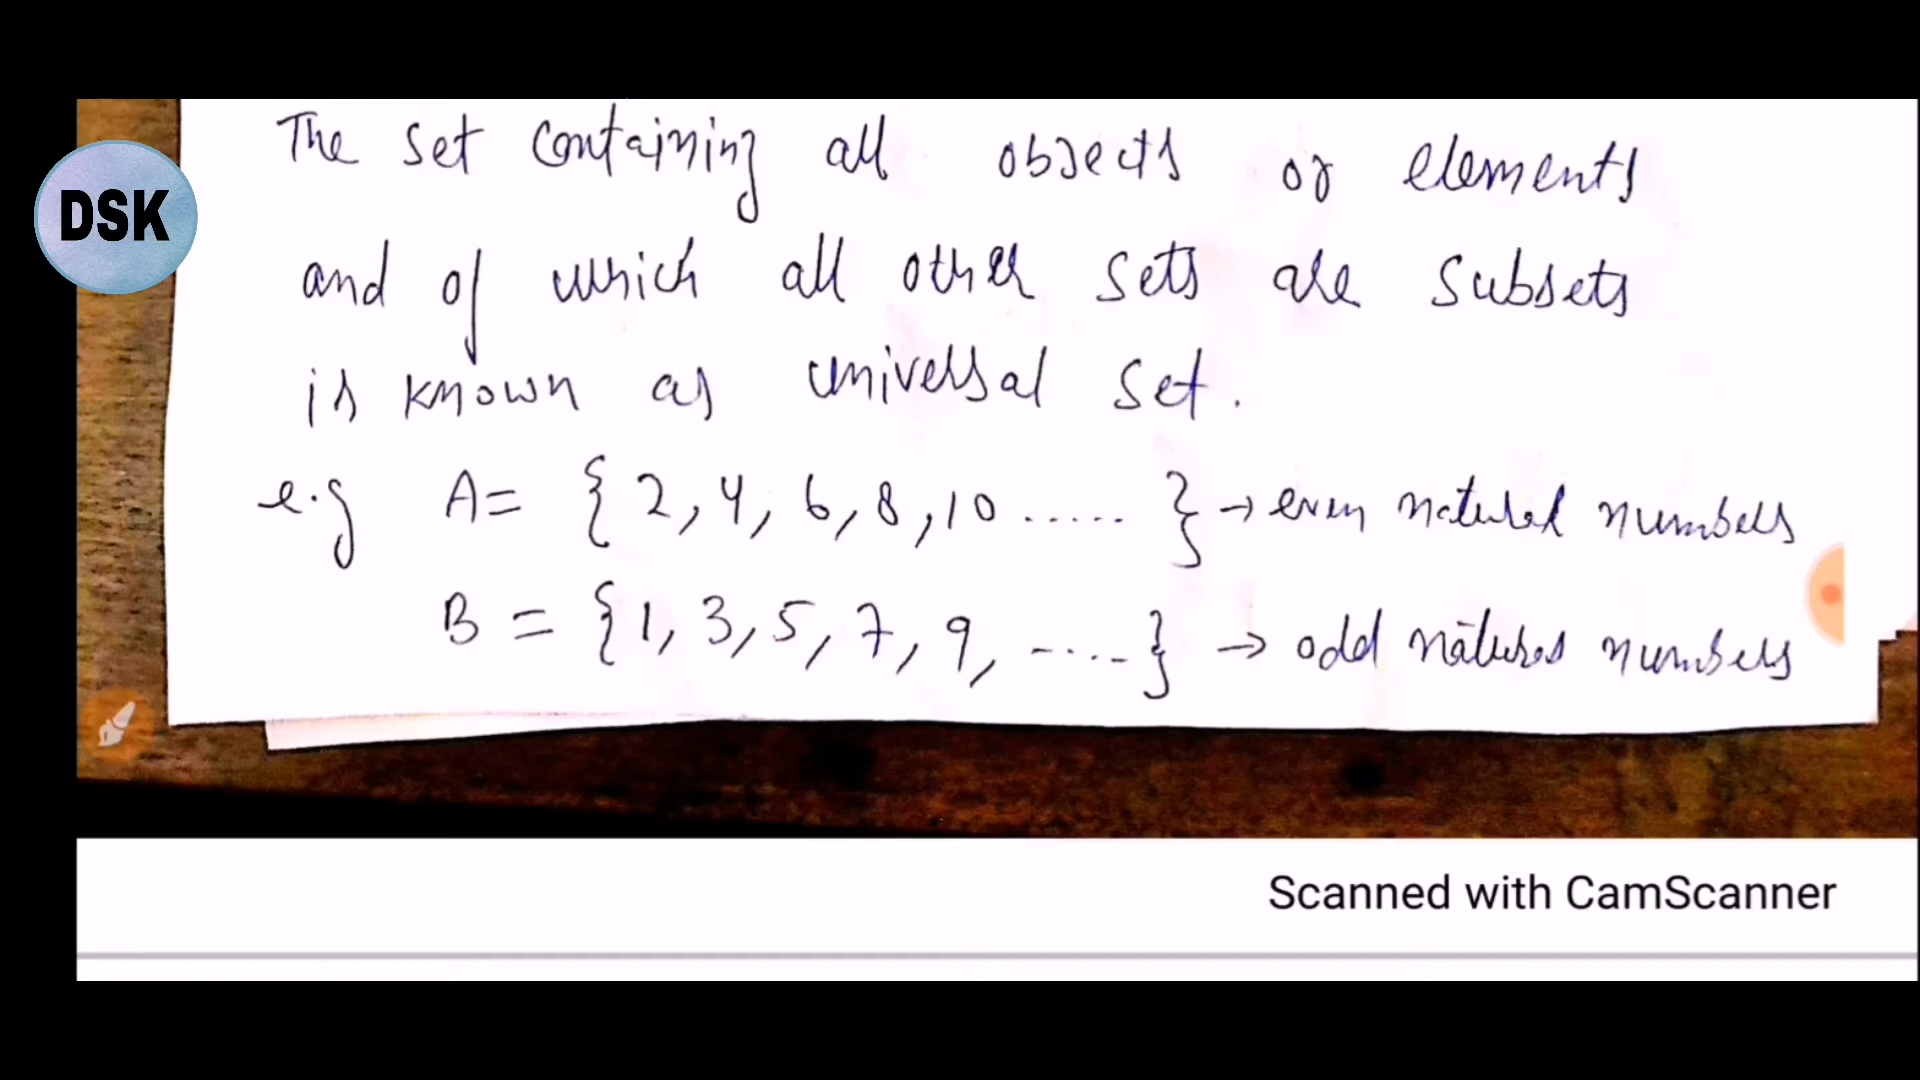 The set containing all objects or elements
DSK
and of which all other sets are subsets
is known as universal set.
e.g A= { 2, 4, 6, 8, 10 ..... } → even natural numbers
B = {1, 3, 5, 7, 9, ..... } → odd natural numbers
Scanned with CamScanner